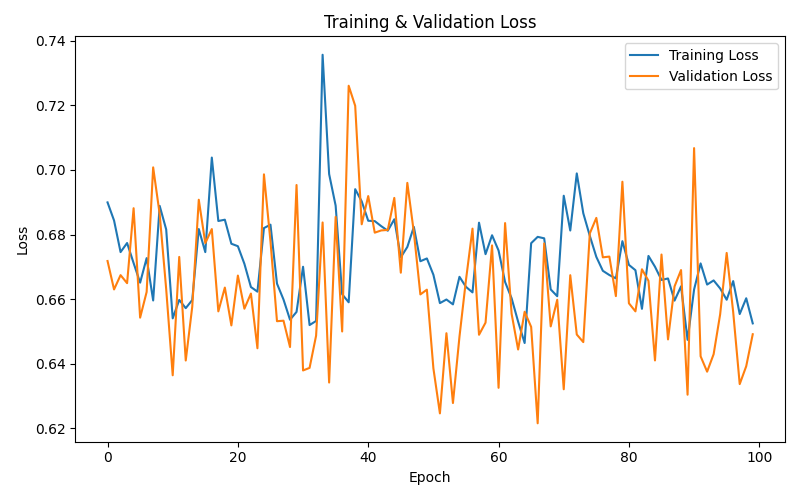 Training & Validation Loss
Training Loss
Validation Loss
0.74
0.72
0.70
0.68
0.66
0.64
0.62
Loss
0 20 40 60 80 100
Epoch